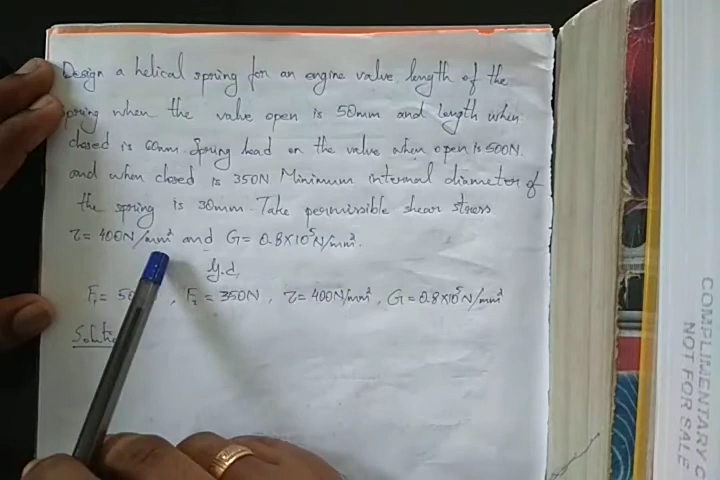 Design a helical spring for an engine valve, length of the
spring when the valve open is 50mm and length when
closed is 60mm. Spring load on the valve when open is 500N
and when closed is 350N. Minimum internal diameter of
the spring is 30mm. Take permissible shear stress
τ= 400N/mm² and G= 0.8×10⁵N/mm².
F₁= , F₂= 350N, τ= 400N/mm², G= 0.8×10⁵N/mm²
COMPLIMENTARY C
NOT FOR SALE